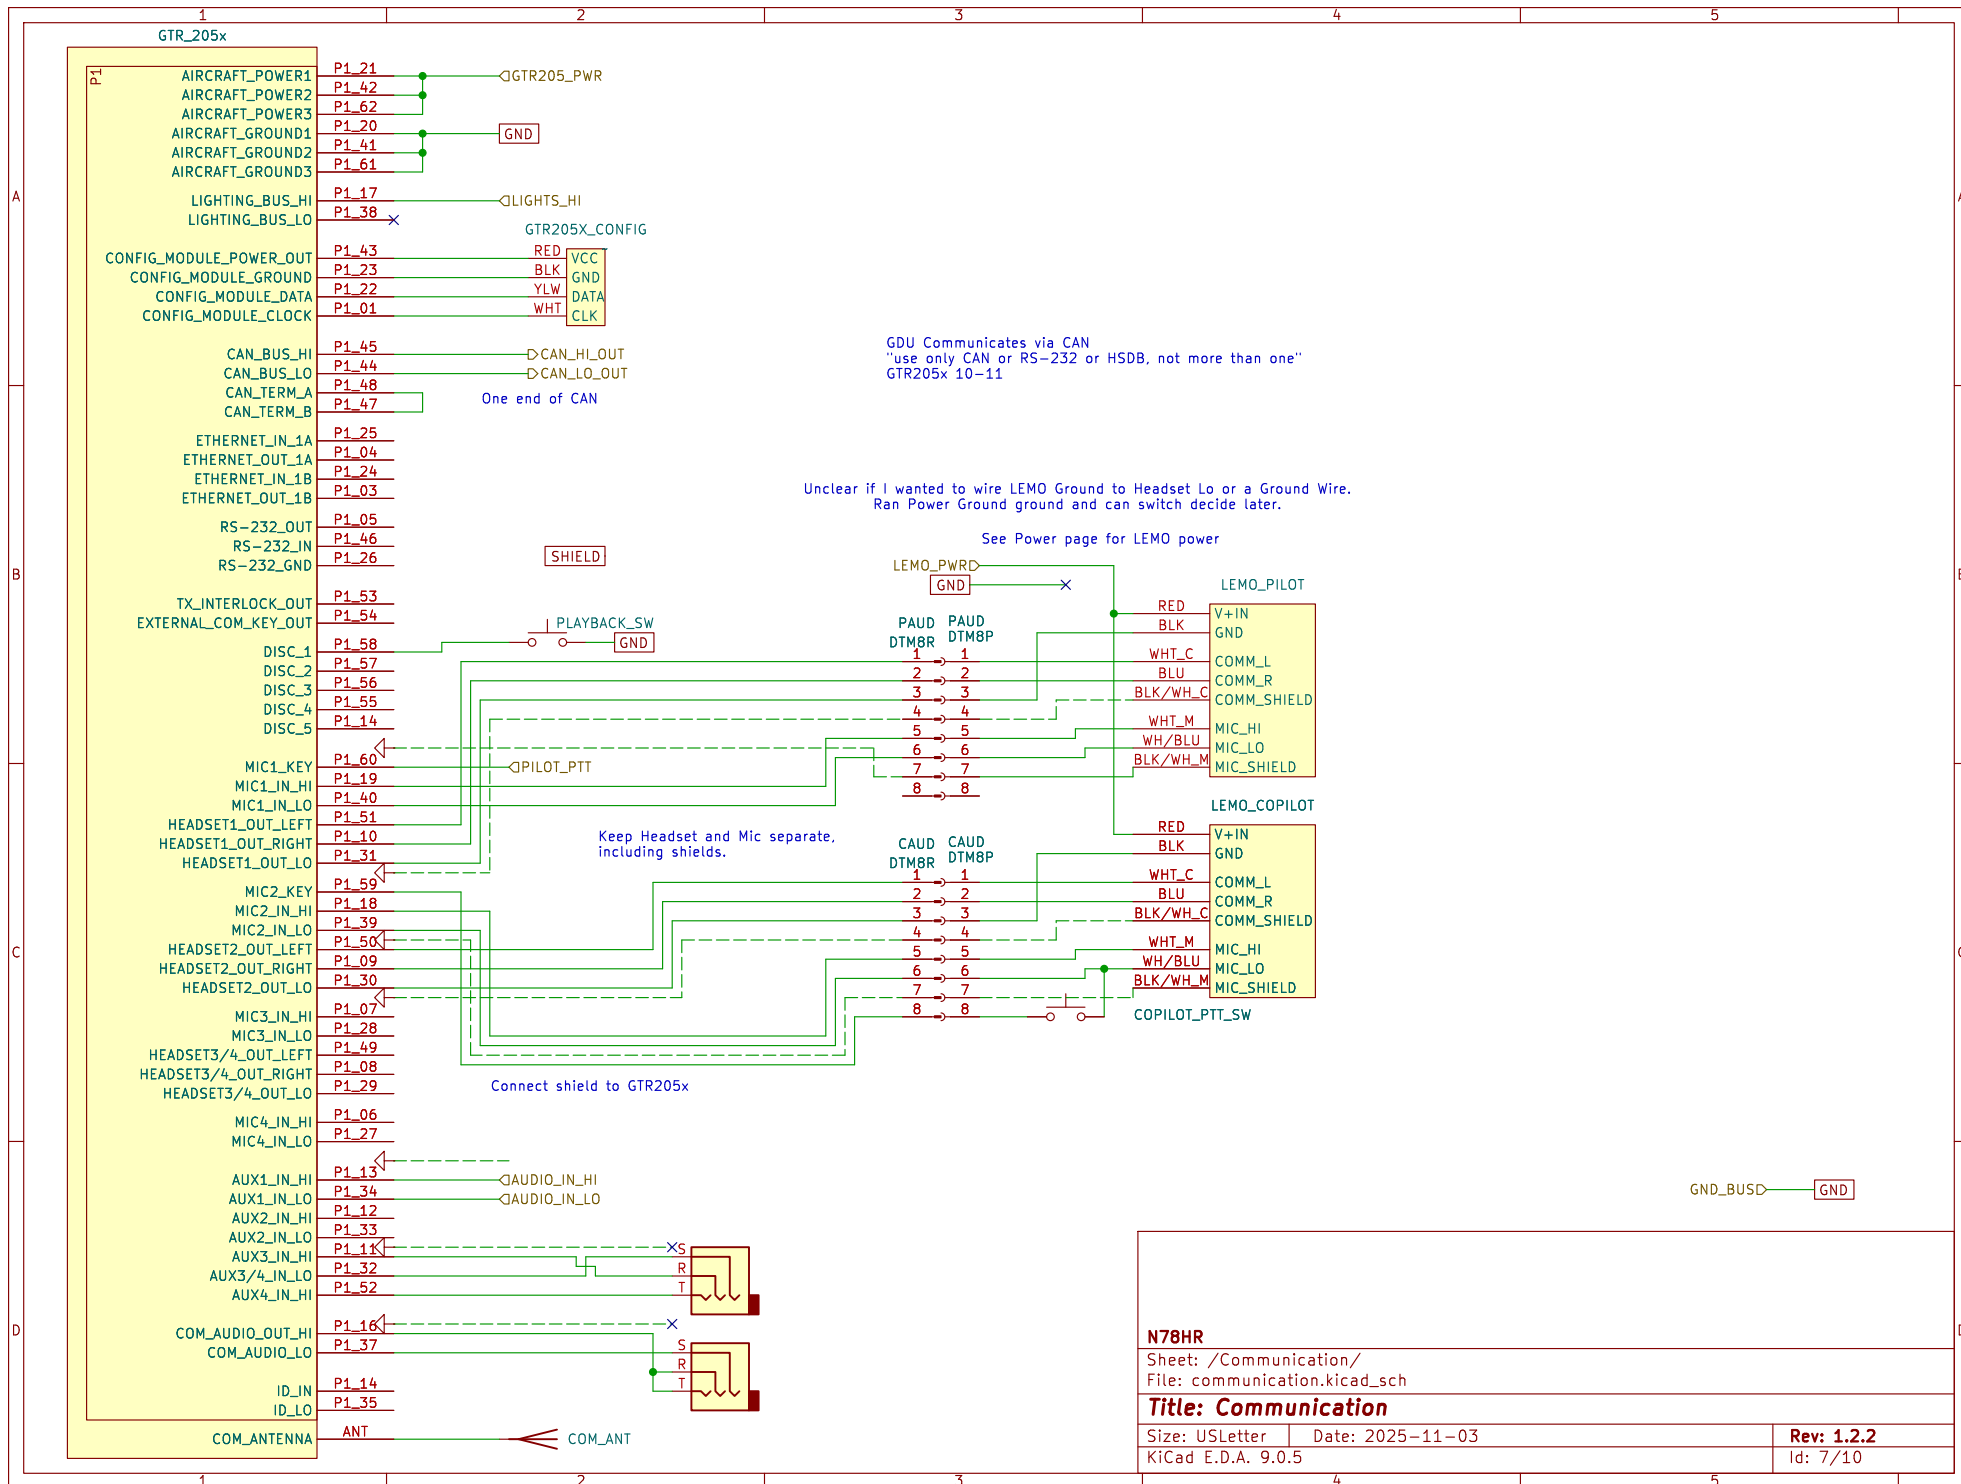 1 2 3 4 5
GTR_205x
P1
AIRCRAFT_POWER1 P1_21 GTR205_PWR
AIRCRAFT_POWER2 P1_42
AIRCRAFT_POWER3 P1_62
AIRCRAFT_GROUND1 P1_20 GND
AIRCRAFT_GROUND2 P1_41
AIRCRAFT_GROUND3 P1_61
A
LIGHTING_BUS_HI P1_17 LIGHTS_HI
LIGHTING_BUS_LO P1_38
GTR205X_CONFIG
CONFIG_MODULE_POWER_OUT P1_43 RED VCC
CONFIG_MODULE_GROUND P1_23 BLK GND
CONFIG_MODULE_DATA P1_22 YLW DATA
CONFIG_MODULE_CLOCK P1_01 WHT CLK
GDU Communicates via CAN
"use only CAN or RS-232 or HSDB, not more than one"
GTR205x 10-11
CAN_BUS_HI P1_45 CAN_HI_OUT
CAN_BUS_LO P1_44 CAN_LO_OUT
CAN_TERM_A P1_48
CAN_TERM_B P1_47
One end of CAN
ETHERNET_IN_1A P1_25
ETHERNET_OUT_1A P1_04
ETHERNET_IN_1B P1_24
ETHERNET_OUT_1B P1_03
Unclear if I wanted to wire LEMO Ground to Headset Lo or a Ground Wire.
Ran Power Ground ground and can switch decide later.
See Power page for LEMO power
RS-232_OUT P1_05
RS-232_IN P1_46
RS-232_GND P1_26
SHIELD
LEMO_PWR
GND
B
TX_INTERLOCK_OUT P1_53
EXTERNAL_COM_KEY_OUT P1_54
DISC_1 P1_58
PLAYBACK_SW
GND
DISC_2 P1_57
DISC_3 P1_56
DISC_4 P1_55
DISC_5 P1_14
LEMO_PILOT
RED V+IN
BLK GND
WHT_C COMM_L
BLU COMM_R
BLK/WH_C COMM_SHIELD
WHT_M MIC_HI
WH/BLU MIC_LO
BLK/WH_M MIC_SHIELD
PAUD PAUD
DTM8R DTM8P
1 1
2 2
3 3
4 4
5 5
6 6
7 7
8 8
MIC1_KEY P1_60 PILOT_PTT
MIC1_IN_HI P1_19
MIC1_IN_LO P1_40
HEADSET1_OUT_LEFT P1_51
HEADSET1_OUT_RIGHT P1_10
HEADSET1_OUT_LO P1_31
Keep Headset and Mic separate,
including shields.
LEMO_COPILOT
RED V+IN
BLK GND
WHT_C COMM_L
BLU COMM_R
BLK/WH_C COMM_SHIELD
WHT_M MIC_HI
WH/BLU MIC_LO
BLK/WH_M MIC_SHIELD
CAUD CAUD
DTM8R DTM8P
1 1
2 2
3 3
4 4
5 5
6 6
7 7
8 8
COPILOT_PTT_SW
MIC2_KEY P1_59
MIC2_IN_HI P1_18
MIC2_IN_LO P1_39
C
HEADSET2_OUT_LEFT P1_50
HEADSET2_OUT_RIGHT P1_09
HEADSET2_OUT_LO P1_30
MIC3_IN_HI P1_07
MIC3_IN_LO P1_28
HEADSET3/4_OUT_LEFT P1_49
HEADSET3/4_OUT_RIGHT P1_08
HEADSET3/4_OUT_LO P1_29
Connect shield to GTR205x
MIC4_IN_HI P1_06
MIC4_IN_LO P1_27
AUX1_IN_HI P1_13 AUDIO_IN_HI
AUX1_IN_LO P1_34 AUDIO_IN_LO
AUX2_IN_HI P1_12
AUX2_IN_LO P1_33
AUX3_IN_HI P1_11 S
AUX3/4_IN_LO P1_32 R
AUX4_IN_HI P1_52 T
GND_BUS GND
D
COM_AUDIO_OUT_HI P1_16
COM_AUDIO_LO P1_37 S
R
T
ID_IN P1_14
ID_LO P1_35
COM_ANTENNA ANT COM_ANT
N78HR
Sheet: /Communication/
File: communication.kicad_sch
Title: Communication
Size: USLetter Date: 2025-11-03 Rev: 1.2.2
KiCad E.D.A. 9.0.5 Id: 7/10
1 2 3 4 5